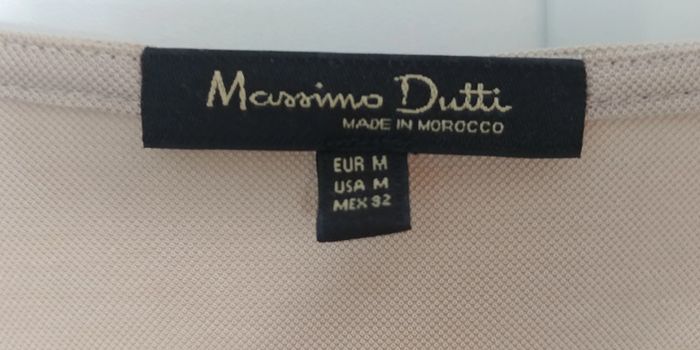 Massimo Dutti
MADE IN MOROCCO
EUR M
USA M
MEX 32